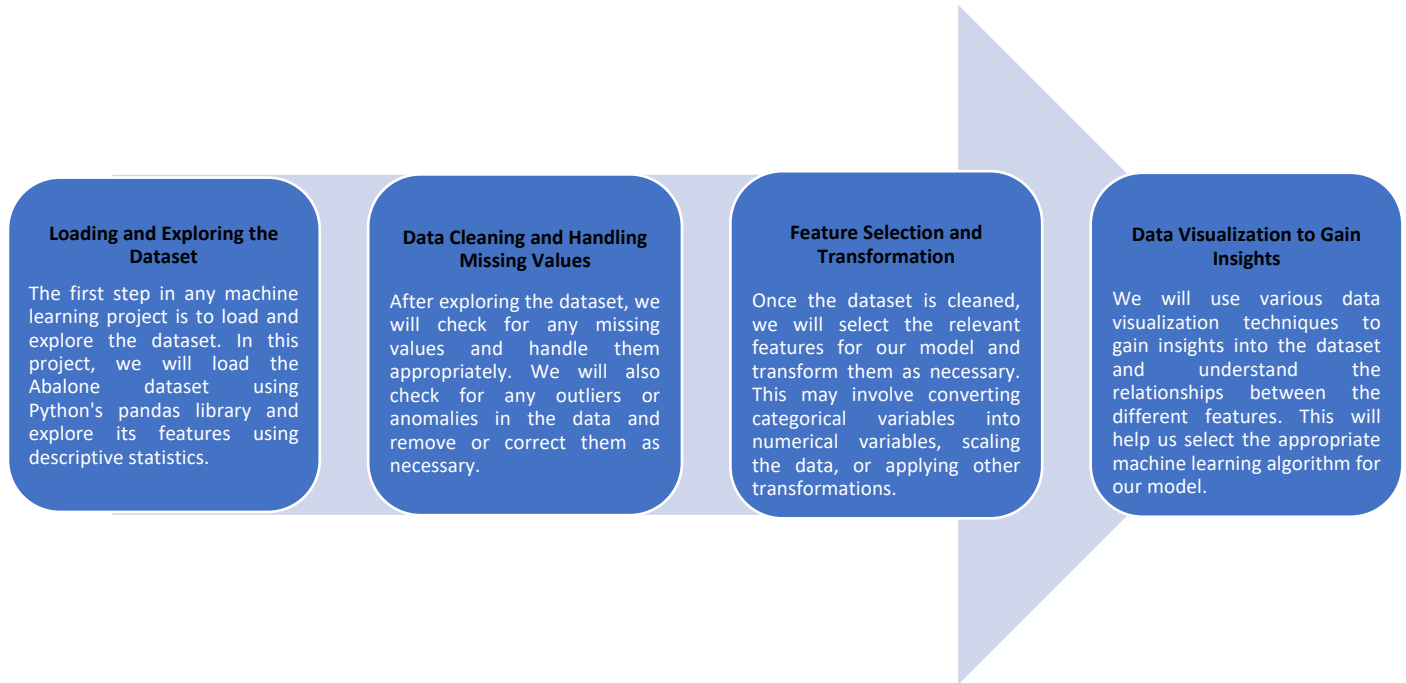 Loading and Exploring the
Dataset
The first step in any machine
learning project is to load and
explore the dataset. In this
project, we will load the
Abalone dataset using
Python's pandas library and
explore its features using
descriptive statistics.
Data Cleaning and Handling
Missing Values
After exploring the dataset, we
will check for any missing
values and handle them
appropriately. We will also
check for any outliers or
anomalies in the data and
remove or correct them as
necessary.
Feature Selection and
Transformation
Once the dataset is cleaned,
we will select the relevant
features for our model and
transform them as necessary.
This may involve converting
categorical variables into
numerical variables, scaling
the data, or applying other
transformations.
Data Visualization to Gain
Insights
We will use various data
visualization techniques to
gain insights into the dataset
and understand the
relationships between the
different features. This will
help us select the appropriate
machine learning algorithm for
our model.